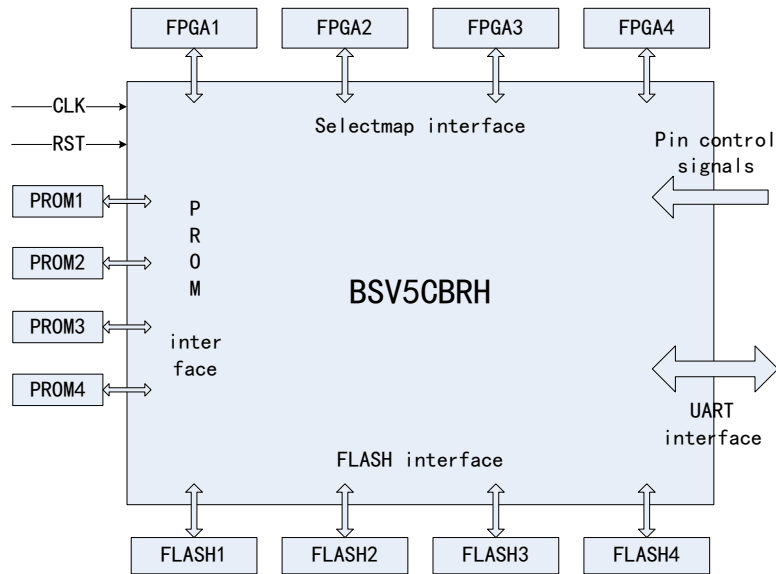 FPGA1
FPGA2
FPGA3
FPGA4
CLK
RST
Selectmap interface
Pin control
signals
PROM1
PROM2
PROM3
PROM4
P
R
O
M
inter
face
BSV5CBRH
UART
interface
FLASH interface
FLASH1
FLASH2
FLASH3
FLASH4